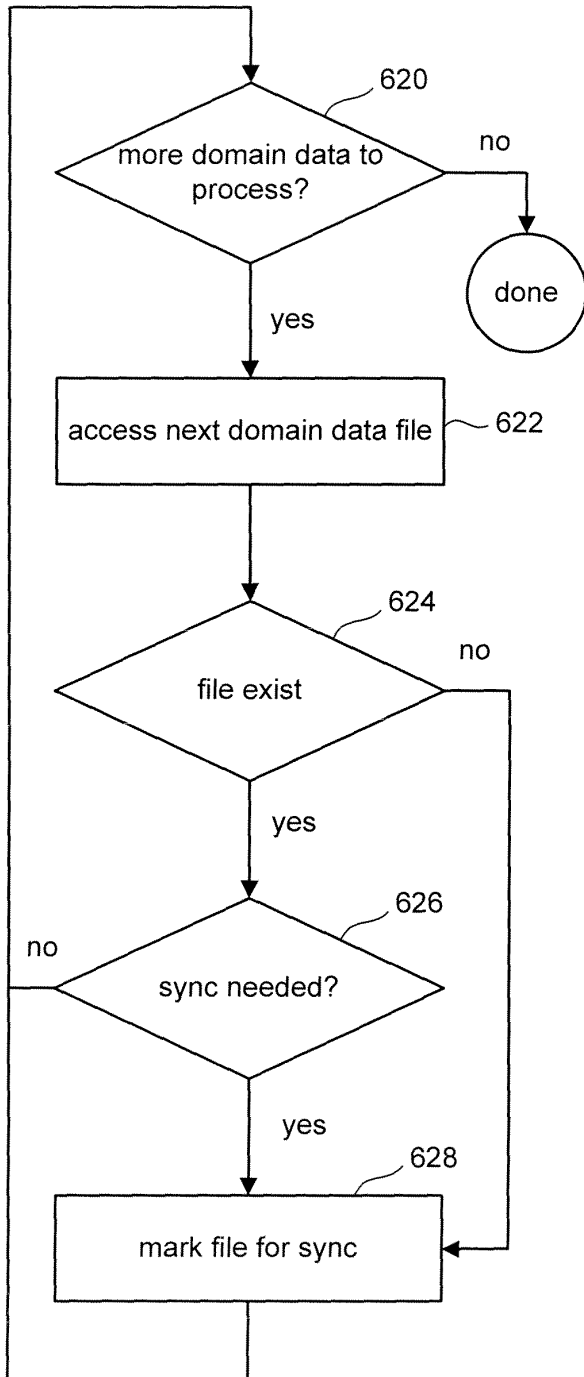 620
more domain data to
process?
no
done
yes
access next domain data file
622
624
file exist
no
yes
626
no
sync needed?
yes
628
mark file for sync